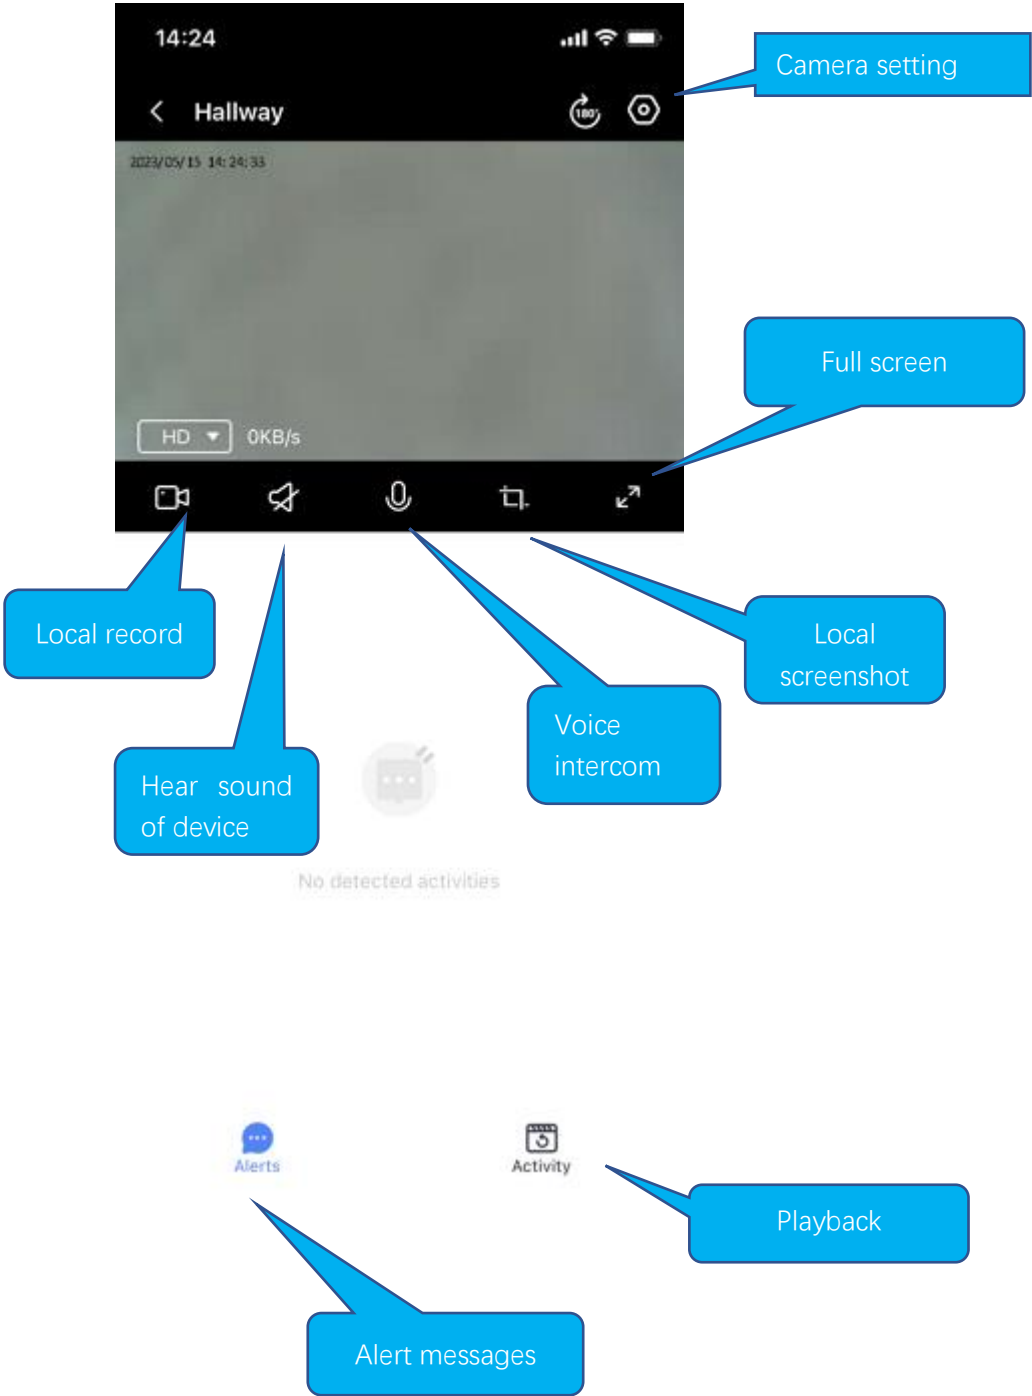 14:24
Camera setting
Hallway
180°
2023/05/15 14:24:33
Full screen
HD
0KB/s
Local record
Local
screenshot
Voice
intercom
Hear sound
of device
No detected activities
Alerts
Activity
Playback
Alert messages